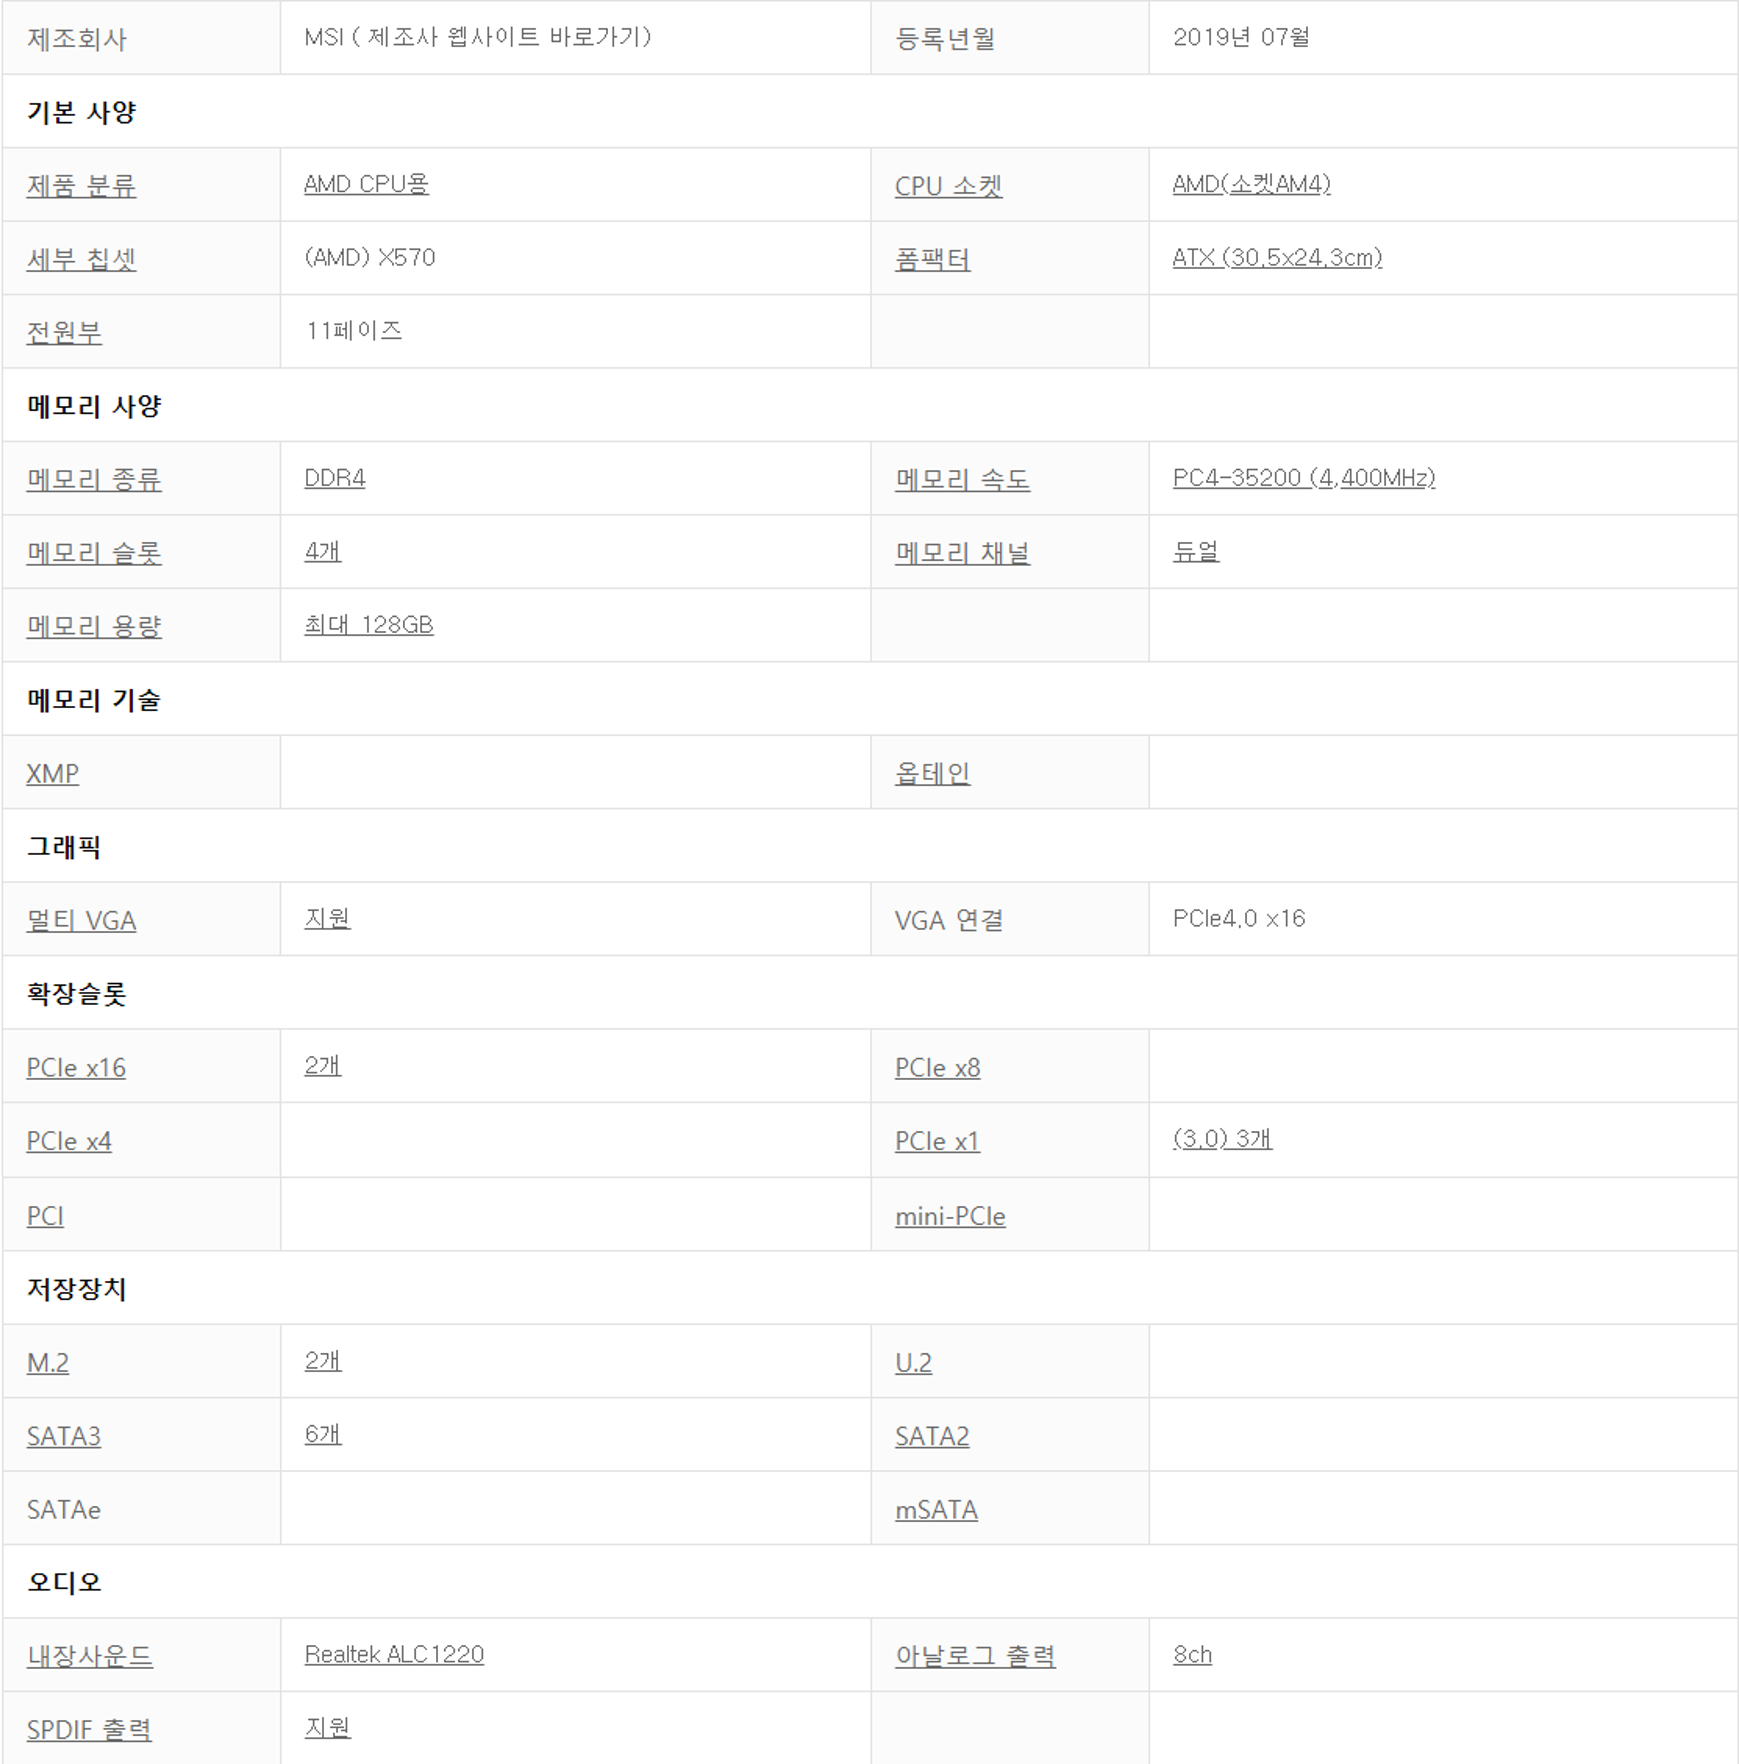 제조회사 MSI ( 제조사 웹사이트 바로가기) 등록년월 2019년 07월
기본 사양
제품 분류 AMD CPU용 CPU 소켓 AMD(소켓AM4)
세부 칩셋 (AMD) X570 폼팩터 ATX (30.5x24.3cm)
전원부 11페이즈
메모리 사양
메모리 종류 DDR4 메모리 속도 PC4-35200 (4,400MHz)
메모리 슬롯 4개 메모리 채널 듀얼
메모리 용량 최대 128GB
메모리 기술
XMP 옵테인
그래픽
멀티 VGA 지원 VGA 연결 PCIe4.0 x16
확장슬롯
PCIe x16 2개 PCIe x8
PCIe x4 PCIe x1 (3.0) 3개
PCI mini-PCIe
저장장치
M.2 2개 U.2
SATA3 6개 SATA2
SATAe mSATA
오디오
내장사운드 Realtek ALC1220 아날로그 출력 8ch
SPDIF 출력 지원